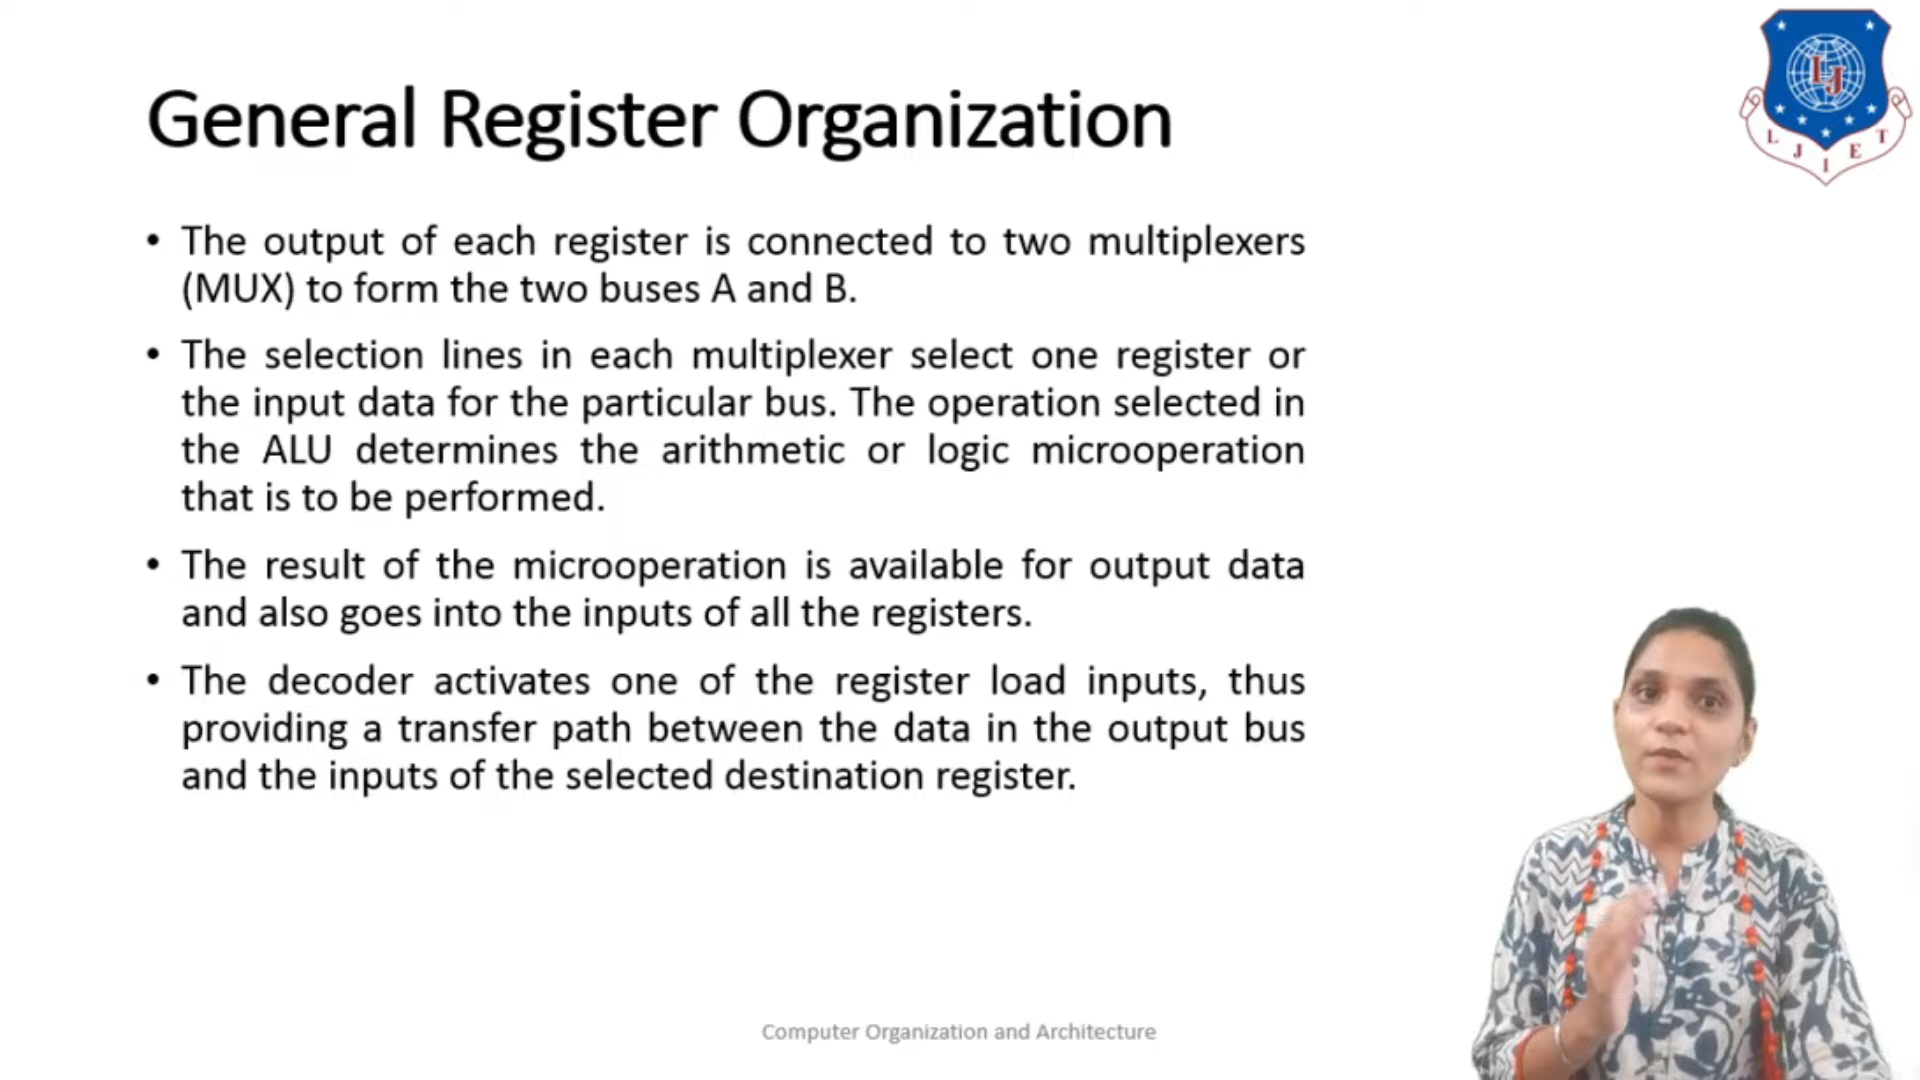 General Register Organization
• The output of each register is connected to two multiplexers
(MUX) to form the two buses A and B.
• The selection lines in each multiplexer select one register or
the input data for the particular bus. The operation selected in
the ALU determines the arithmetic or logic microoperation
that is to be performed.
• The result of the microoperation is available for output data
and also goes into the inputs of all the registers.
• The decoder activates one of the register load inputs, thus
providing a transfer path between the data in the output bus
and the inputs of the selected destination register.
Computer Organization and Architecture
LJ
L J I E T